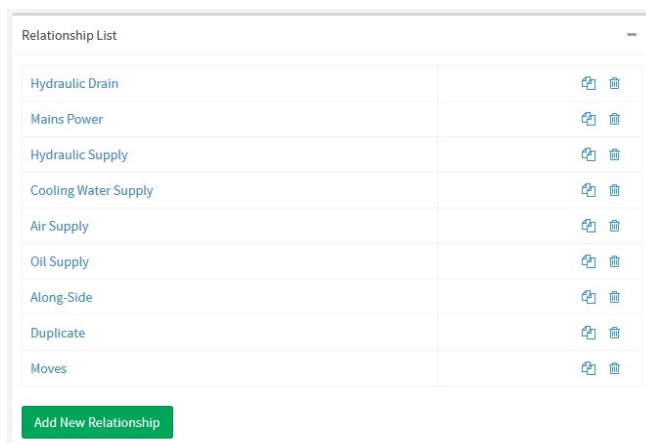 Relationship List
Hydraulic Drain
Mains Power
Hydraulic Supply
Cooling Water Supply
Air Supply
Oil Supply
Along-Side
Duplicate
Moves
Add New Relationship